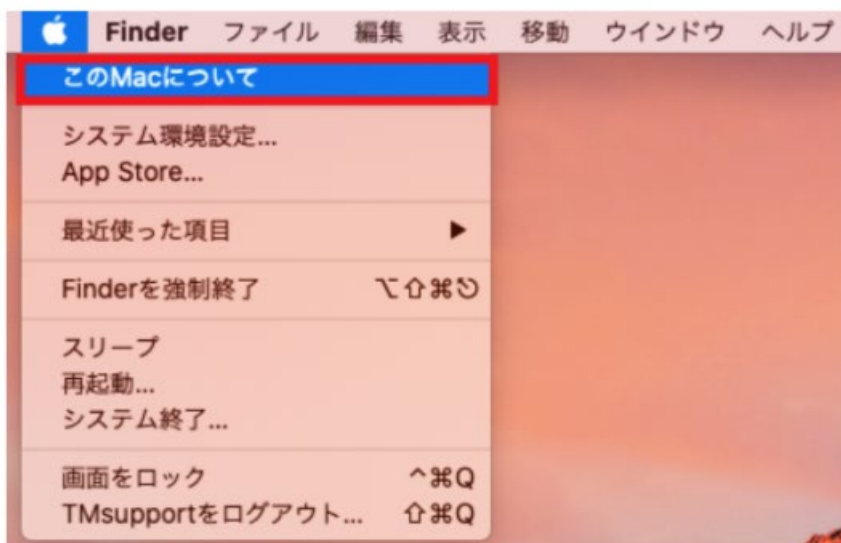 Finder ファイル 編集 表示 移動 ウインドウ ヘルプ
このMacについて
システム環境設定...
App Store...
最近使った項目 ▶
Finderを強制終了 ⌥⇧⌘⎋
スリープ
再起動...
システム終了...
画面をロック ^⌘Q
TMsupportをログアウト... ⇧⌘Q